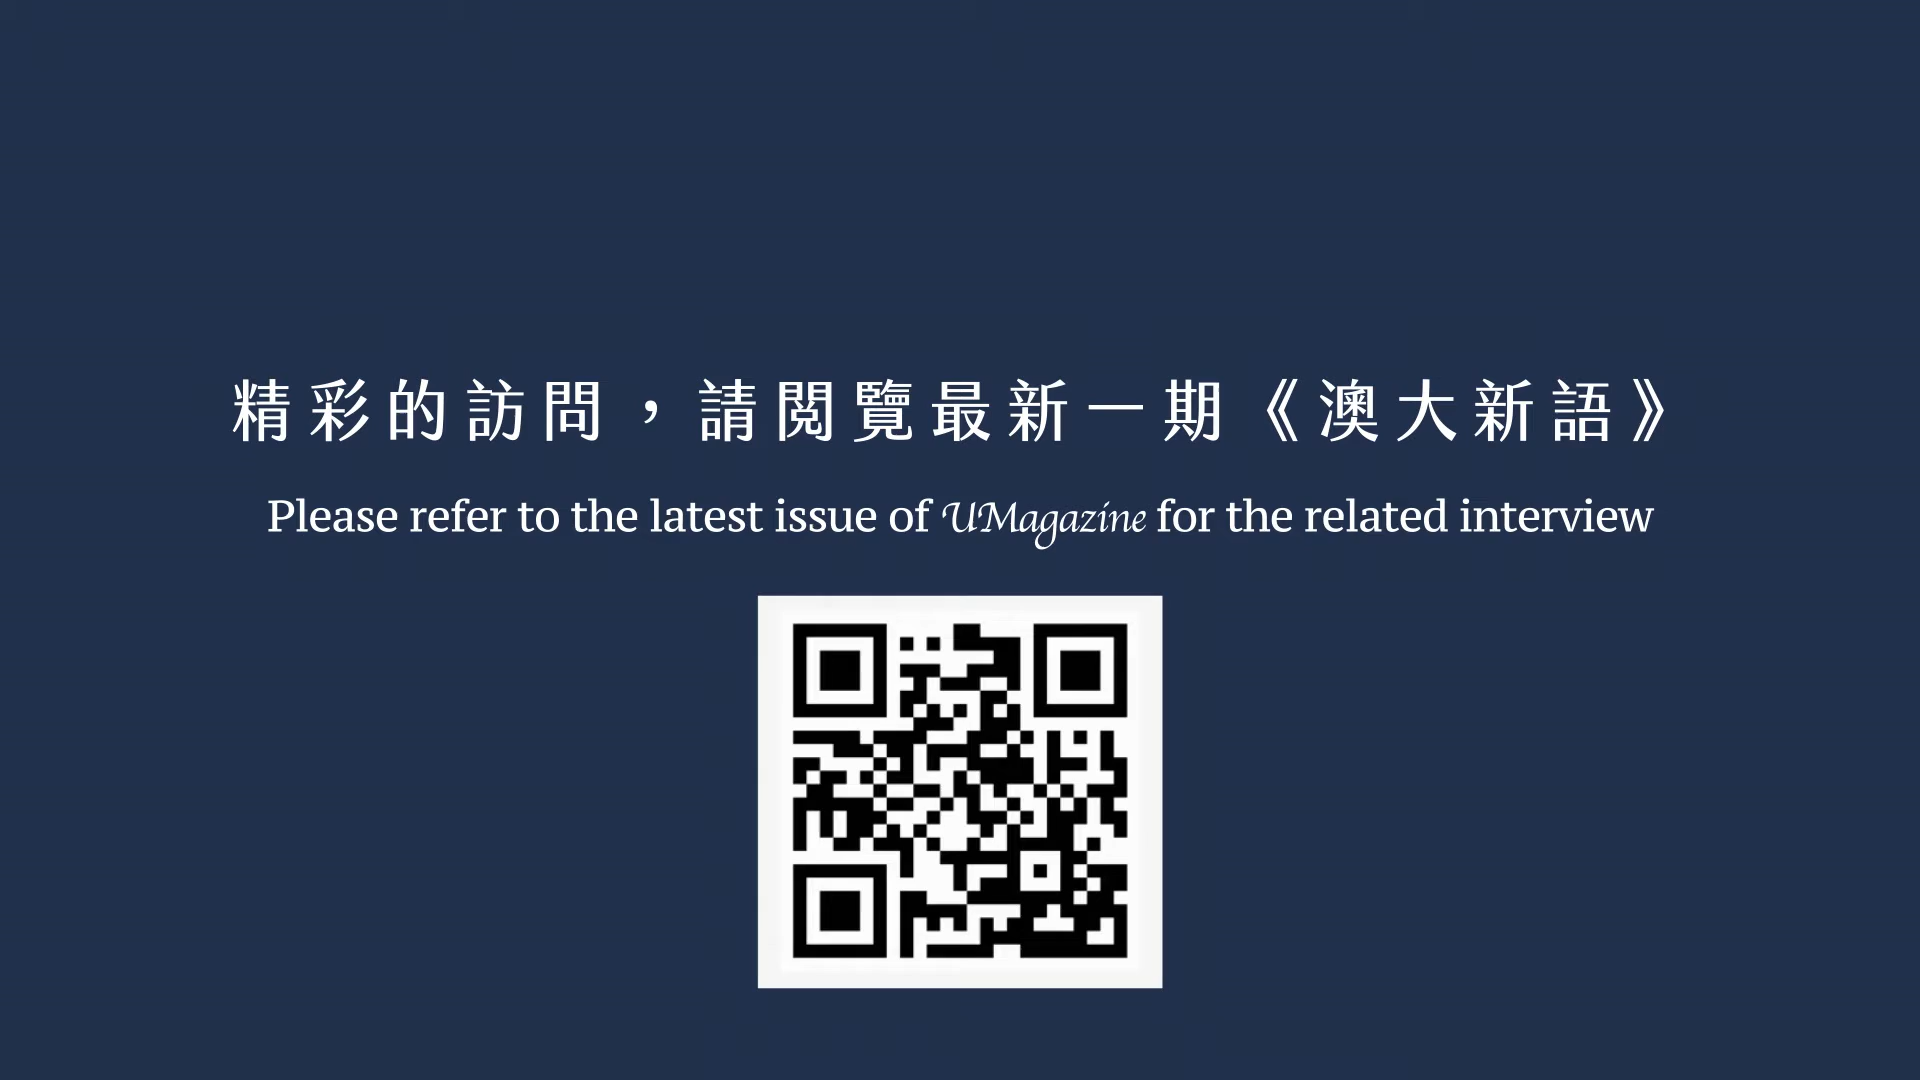 精彩的訪問，請閱覽最新一期《澳大新語》
Please refer to the latest issue of UMagazine for the related interview